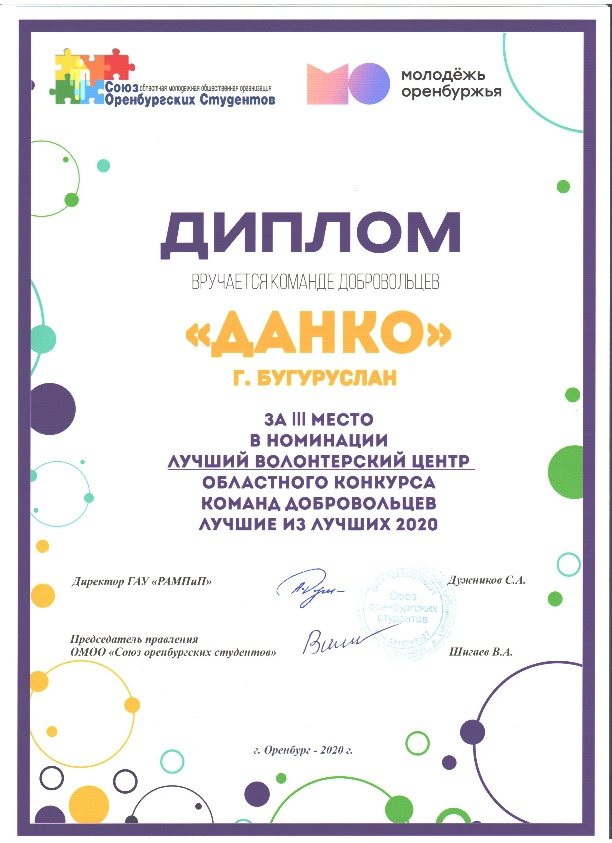 Союз областная молодежная общественная организация
Оренбургских Студентов
МО
молодёжь
оренбуржья
ДИПЛОМ
ВРУЧАЕТСЯ КОМАНДЕ ДОБРОВОЛЬЦЕВ
«ДАНКО»
Г. БУГУРУСЛАН
ЗА III МЕСТО
В НОМИНАЦИИ
ЛУЧШИЙ ВОЛОНТЕРСКИЙ ЦЕНТР
ОБЛАСТНОГО КОНКУРСА
КОМАНД ДОБРОВОЛЬЦЕВ
ЛУЧШИЕ ИЗ ЛУЧШИХ 2020
Директор ГАУ «РАМПиП»
Дужников С.А.
Союз
оренбургских
студентов
Председатель правления
ОМОО «Союз оренбургских студентов»
Шигаев В.А.
г. Оренбург - 2020 г.